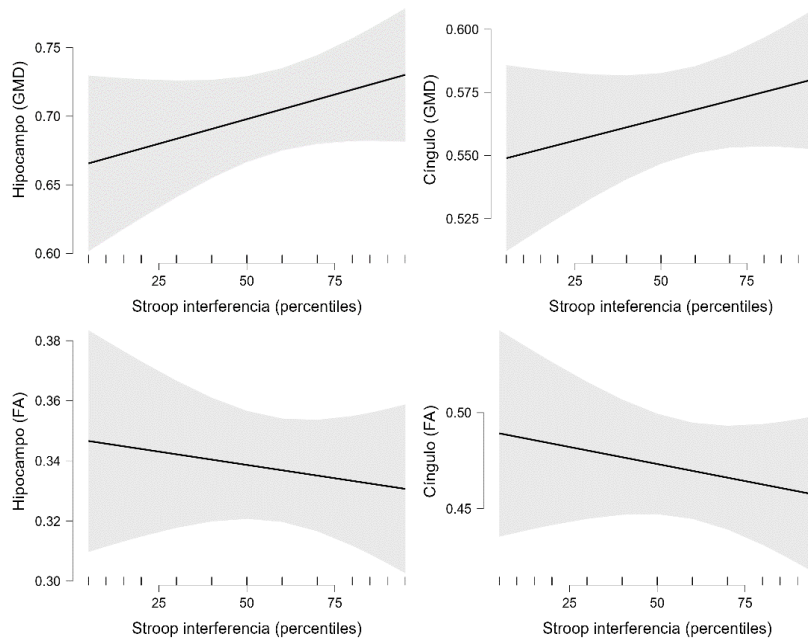 Hipocampo (GMD)
0.75
0.70
0.65
0.60
25 50 75
Stroop interferencia (percentiles)
Cíngulo (GMD)
0.600
0.575
0.550
0.525
25 50 75
Stroop inteferencia (percentiles)
Hipocampo (FA)
0.38
0.36
0.34
0.32
0.30
25 50 75
Stroop interferencia (percentiles)
Cíngulo (FA)
0.50
0.45
25 50 75
Stroop interferencia (percentiles)